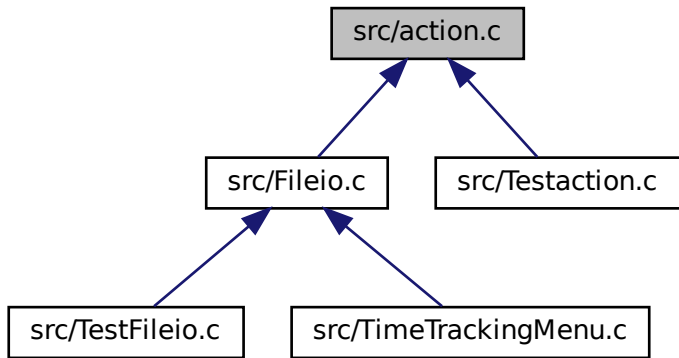 src/action.c
src/Fileio.c
src/Testaction.c
src/TestFileio.c
src/TimeTrackingMenu.c